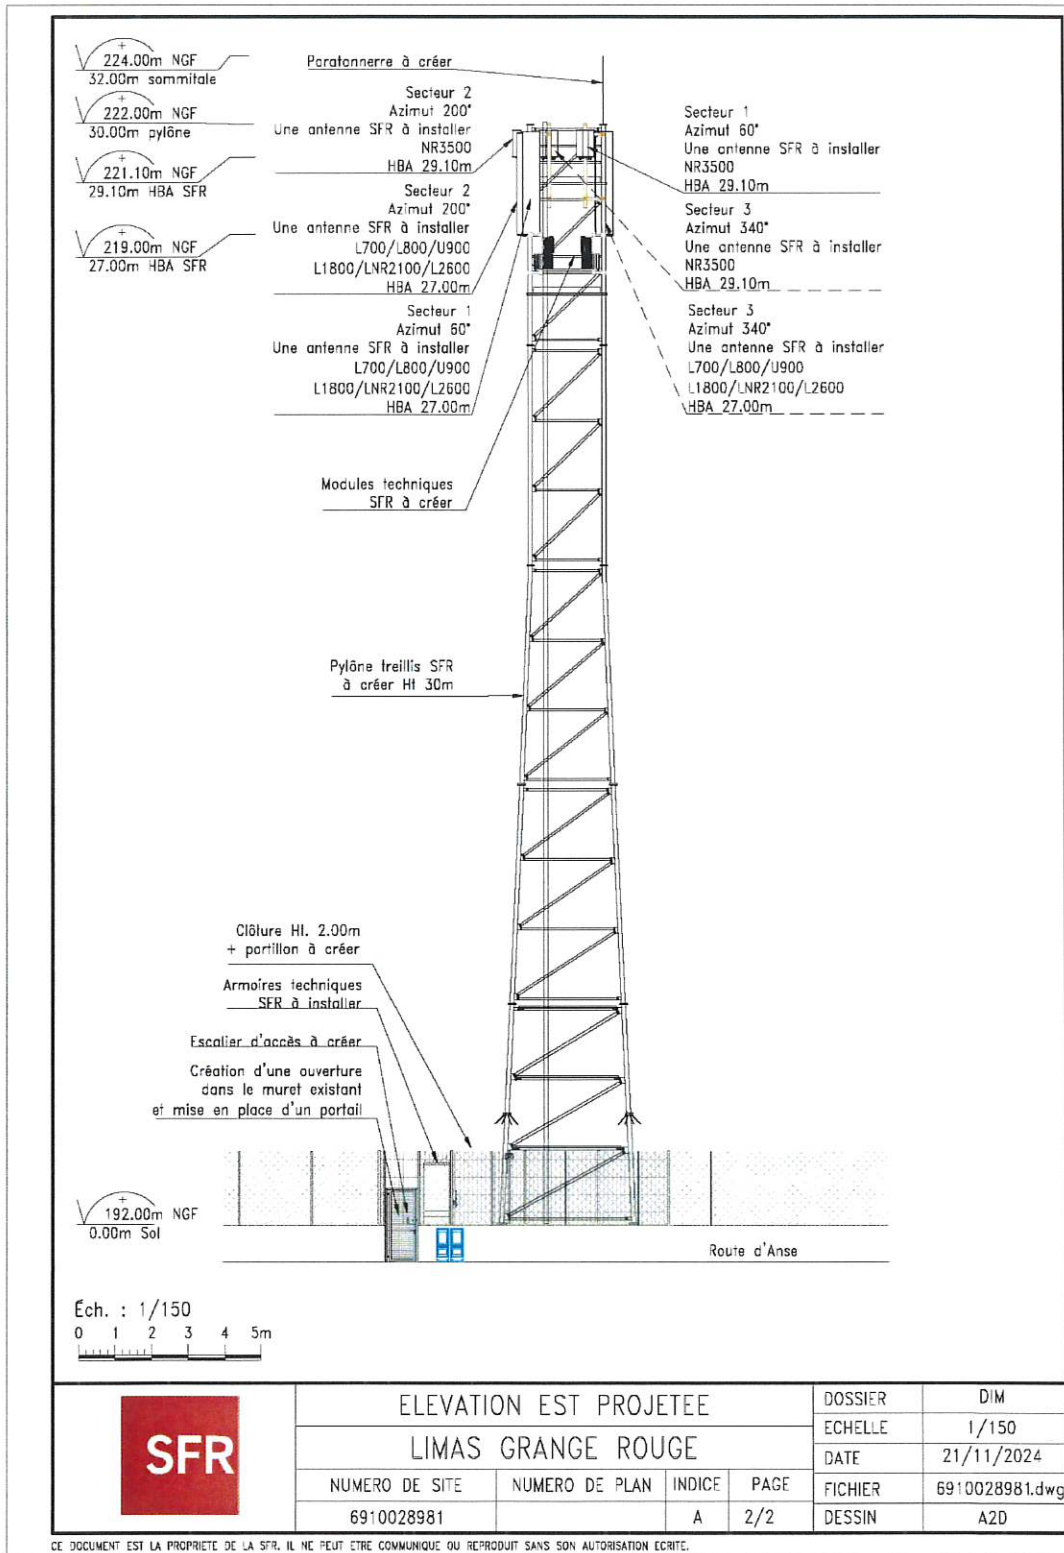 224.00m NGF
32.00m sommitale
222.00m NGF
30.00m pylône
221.10m NGF
29.10m HBA SFR
219.00m NGF
27.00m HBA SFR
Paratonnerre à créer
Secteur 2
Azimut 200°
Une antenne SFR à installer
NR3500
HBA 29.10m
Secteur 2
Azimut 200°
Une antenne SFR à installer
L700/L800/U900
L1800/LNR2100/L2600
HBA 27.00m
Secteur 1
Azimut 60°
Une antenne SFR à installer
L700/L800/U900
L1800/LNR2100/L2600
HBA 27.00m
Secteur 1
Azimut 60°
Une antenne SFR à installer
NR3500
HBA 29.10m
Secteur 3
Azimut 340°
Une antenne SFR à installer
NR3500
HBA 29.10m
Secteur 3
Azimut 340°
Une antenne SFR à installer
L700/L800/U900
L1800/LNR2100/L2600
HBA 27.00m
Modules techniques
SFR à créer
Pylône treillis SFR
à créer Ht 30m
Clôture Ht. 2.00m
+ portillon à créer
Armoires techniques
SFR à installer
Escalier d'accès à créer
Création d'une ouverture
dans le muret existant
et mise en place d'un portail
192.00m NGF
0.00m Sol
Route d'Anse
Éch. : 1/150
0 1 2 3 4 5m
SFR
ELEVATION EST PROJETEE
LIMAS GRANGE ROUGE
NUMERO DE SITE NUMERO DE PLAN INDICE PAGE
6910028981 A 2/2
DOSSIER DIM
ECHELLE 1/150
DATE 21/11/2024
FICHIER 6910028981.dwg
DESSIN A2D
CE DOCUMENT EST LA PROPRIETE DE LA SFR. IL NE PEUT ETRE COMMUNIQUE OU REPRODUIT SANS SON AUTORISATION ECRITE.